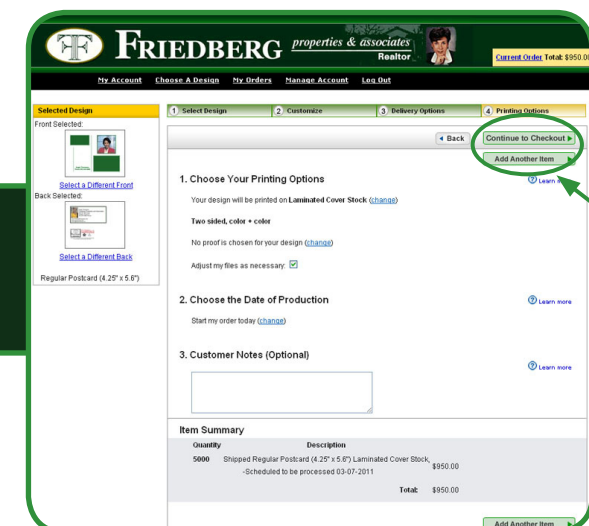 FRIEDBERG properties & associates
Realtor
Current Order Total: $950.00
My Account Choose A Design My Orders Manage Account Log Out
Selected Design
1 Select Design 2 Customize 3 Delivery Options 4 Printing Options
Front Selected:
Select a Different Front
Back Selected:
Select a Different Back
Regular Postcard (4.25" x 5.6")
Back Continue to Checkout
Add Another Item
1. Choose Your Printing Options
Learn
Your design will be printed on Laminated Cover Stock (change)
Two sided, color + color
No proof is chosen for your design (change)
Adjust my files as necessary:
2. Choose the Date of Production
Learn more
Start my order today (change)
3. Customer Notes (Optional)
Learn more
Item Summary
Quantity Description
5000 Shipped Regular Postcard (4.25" x 5.6") Laminated Cover Stock,
-Scheduled to be processed 03-07-2011 $950.00
Total: $950.00
Add Another Item